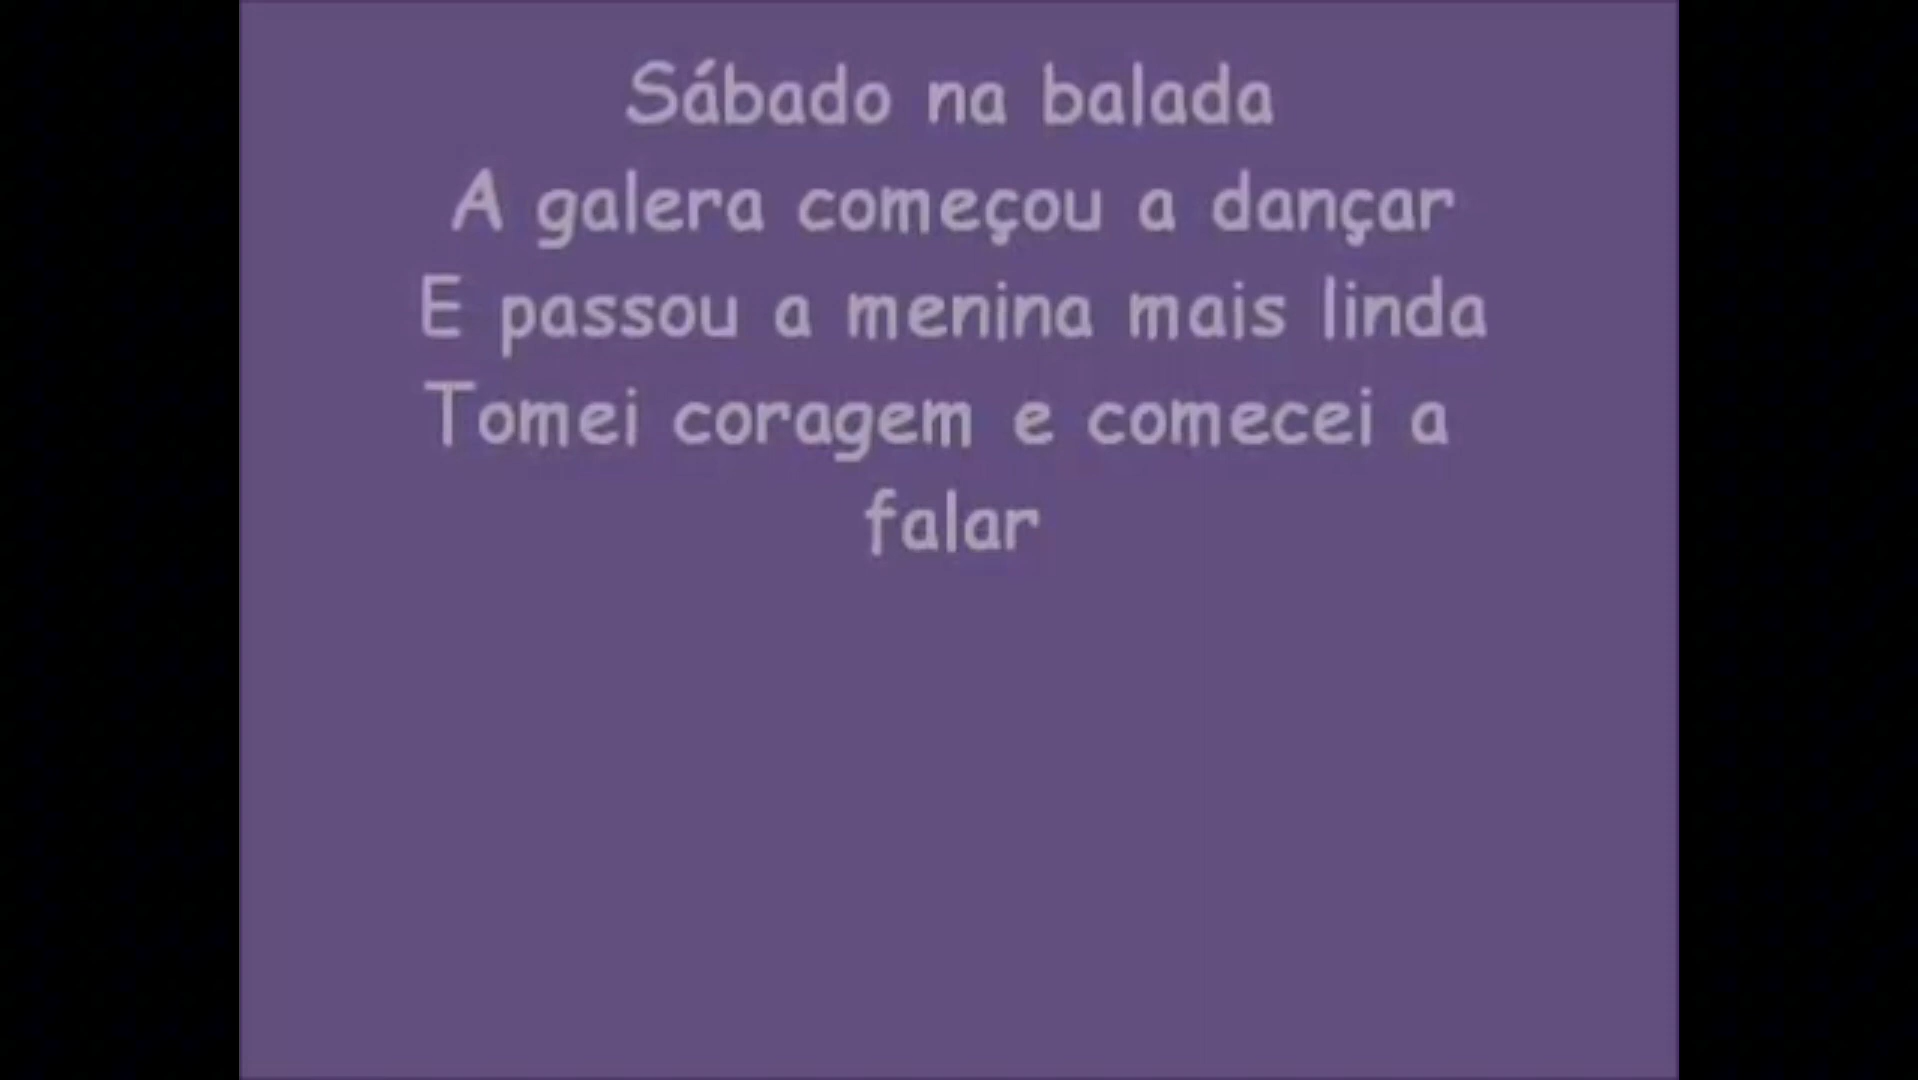 Sábado na balada
A galera começou a dançar
E passou a menina mais linda
Tomei coragem e comecei a
falar